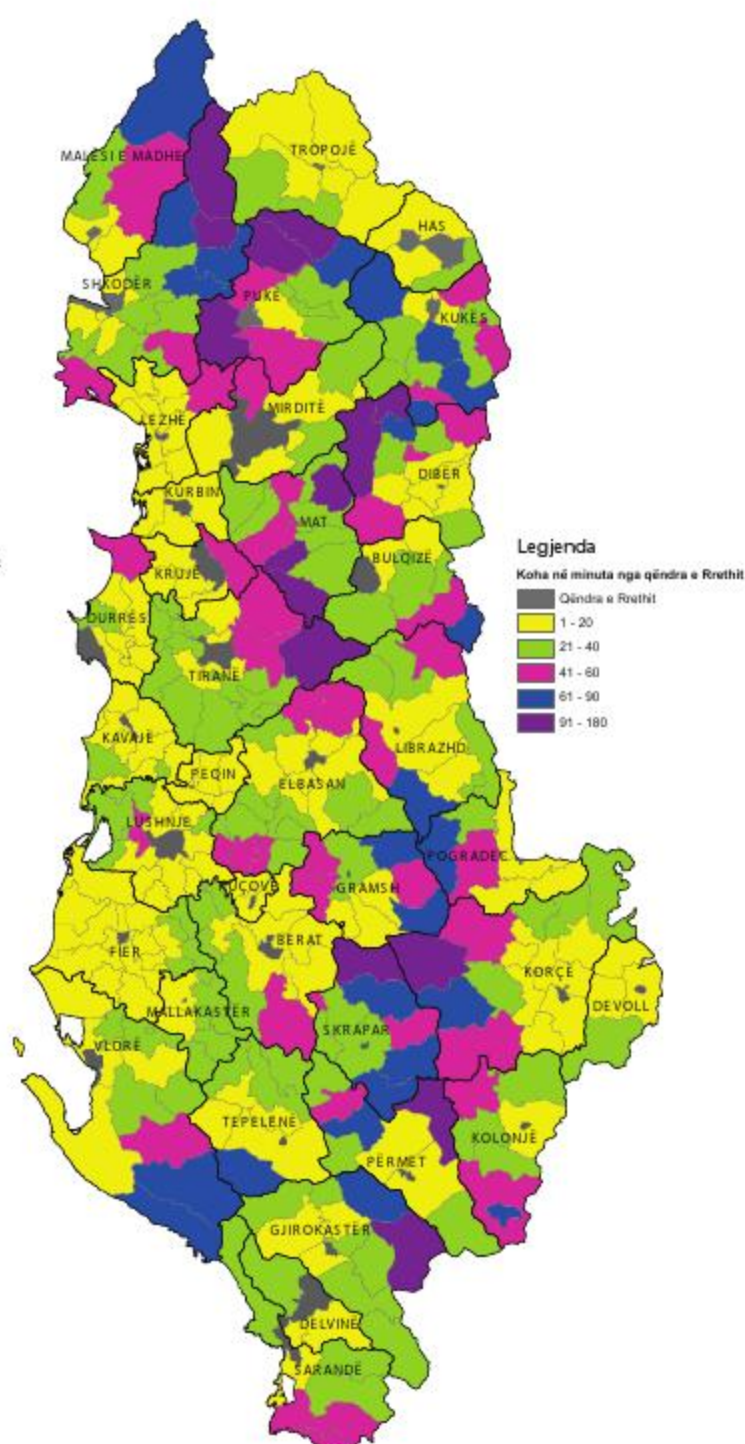 TROPOJË
MALËSI E MADHE
HAS
SHKODËR
PUKË
KUKËS
MIRDITË
LEZHË
DIBËR
KURBIN
MAT
Legjenda
Koha në minuta nga qëndra e Rrethit
Qëndra e Rrethit
1 - 20
21 - 40
41 - 60
61 - 90
91 - 180
BULQIZË
KRUJË
DURRËS
TIRANË
KAVAJË
LIBRAZHD
PEQIN
ELBASAN
LUSHNJE
POGRADEC
KUÇOVË
GRAMSH
BERAT
FIER
KORÇË
DEVOLL
MALLAKASTËR
SKRAPAR
VLORË
TEPELENË
KOLONJË
PËRMET
GJIROKASTËR
DELVINË
SARANDË